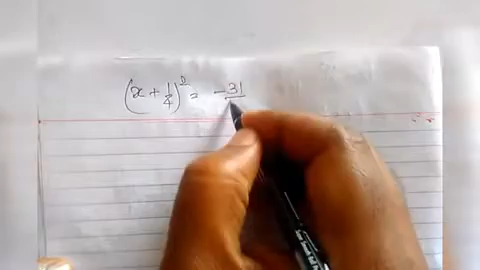 (x + 1/4)² = -31